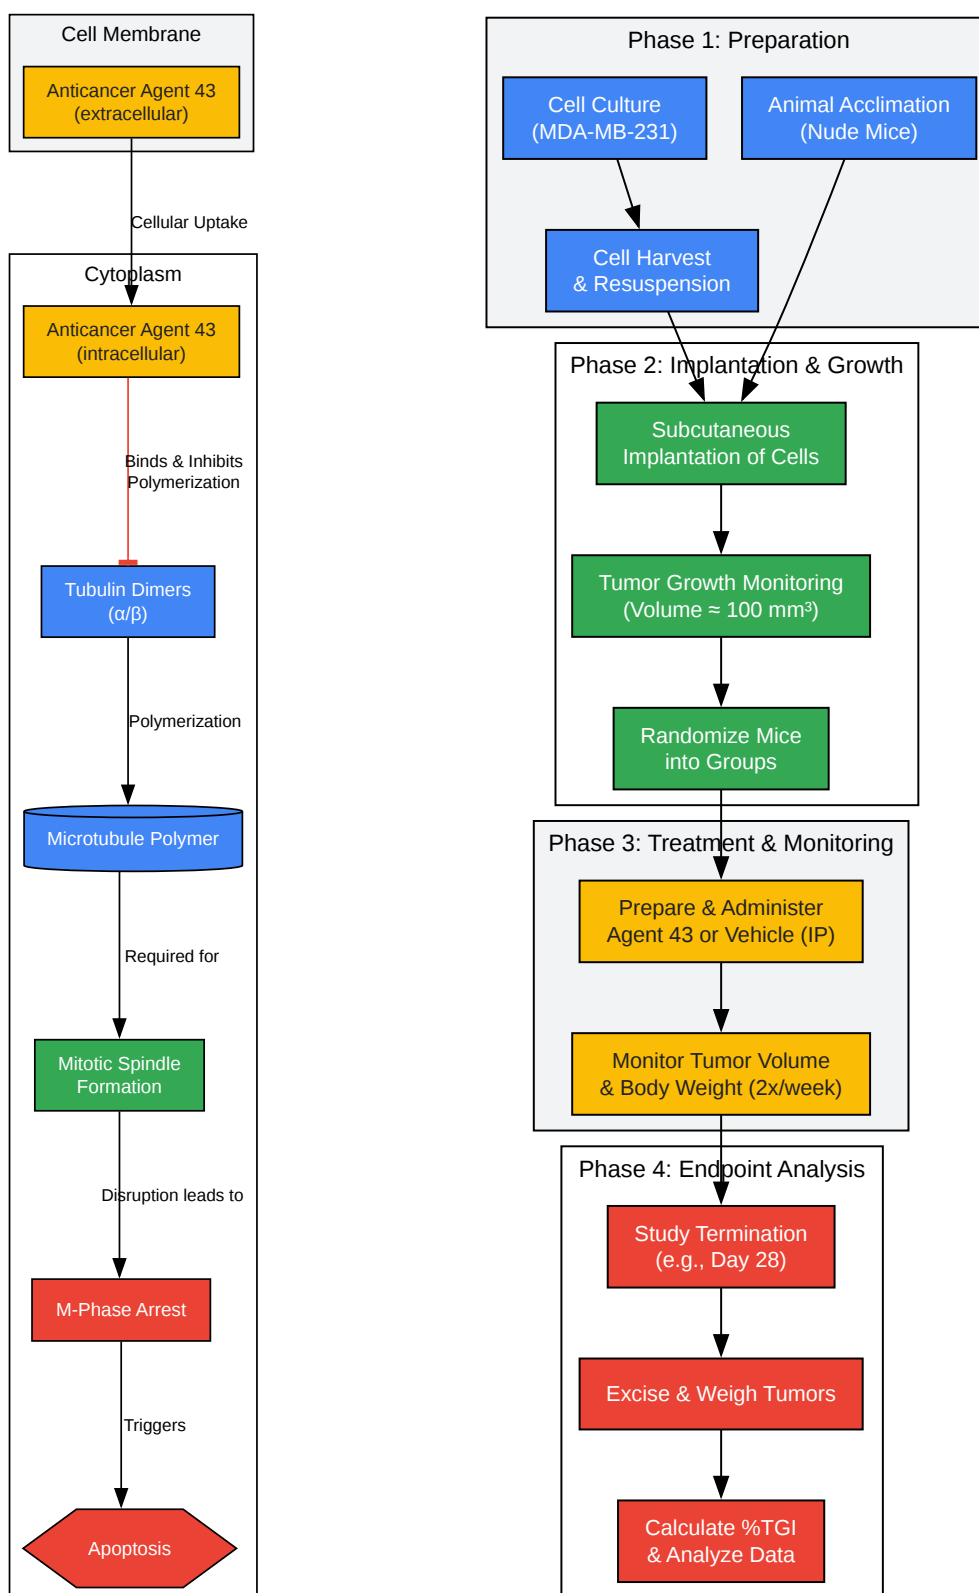 Cell Membrane
Anticancer Agent 43
(extracellular)
Cellular Uptake
Cytoplasm
Anticancer Agent 43
(intracellular)
Binds & Inhibits
Polymerization
Tubulin Dimers
(α/β)
Polymerization
Microtubule Polymer
Required for
Mitotic Spindle
Formation
Disruption leads to
M-Phase Arrest
Triggers
Apoptosis
Phase 1: Preparation
Cell Culture
(MDA-MB-231)
Animal Acclimation
(Nude Mice)
Cell Harvest
& Resuspension
Phase 2: Implantation & Growth
Subcutaneous
Implantation of Cells
Tumor Growth Monitoring
(Volume ≈ 100 mm³)
Randomize Mice
into Groups
Phase 3: Treatment & Monitoring
Prepare & Administer
Agent 43 or Vehicle (IP)
Monitor Tumor Volume
& Body Weight (2x/week)
Phase 4: Endpoint Analysis
Study Termination
(e.g., Day 28)
Excise & Weigh Tumors
Calculate %TGI
& Analyze Data